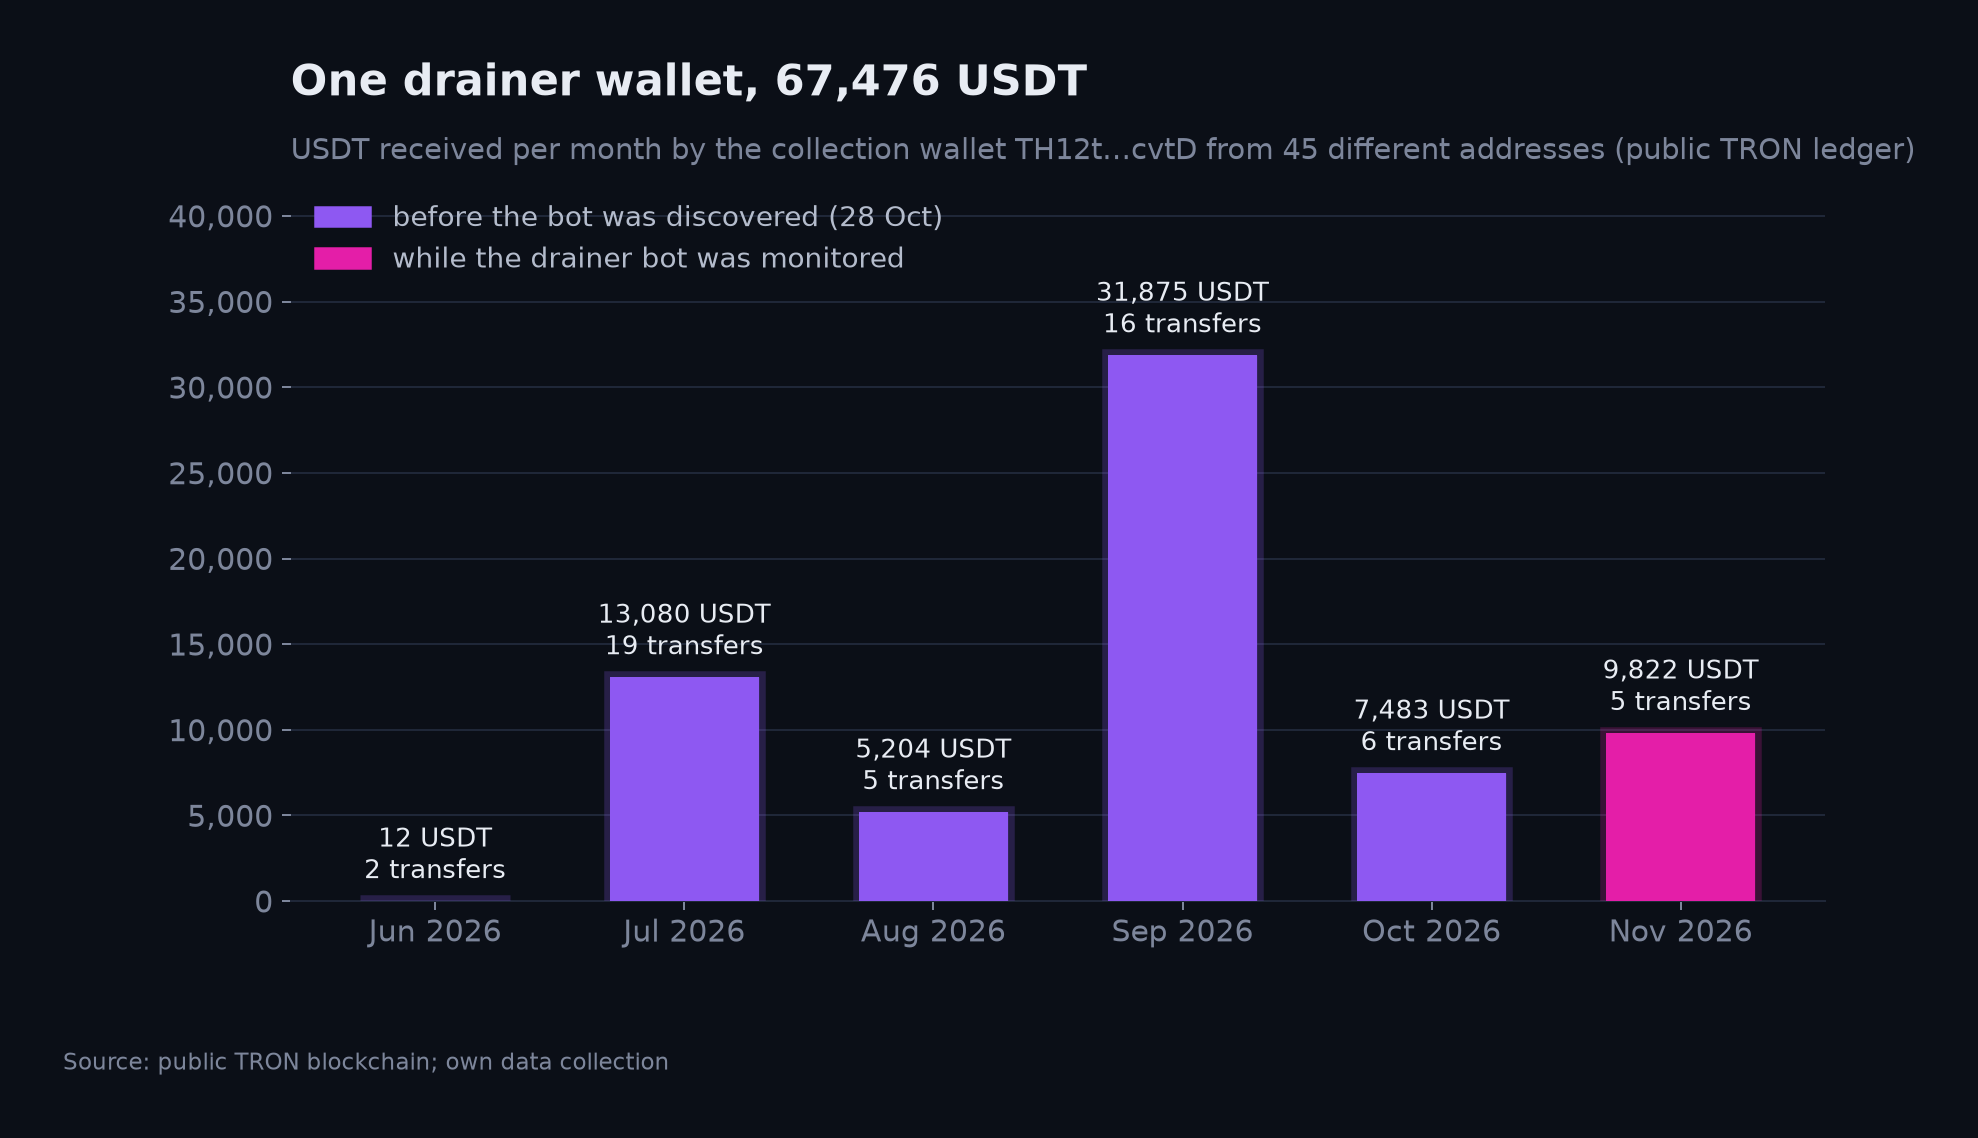 One drainer wallet, 67,476 USDT
USDT received per month by the collection wallet TH12t...cvtD from 45 different addresses (public TRON ledger)
before the bot was discovered (28 Oct)
while the drainer bot was monitored
40,000
35,000
30,000
25,000
20,000
15,000
10,000
5,000
0
12 USDT
2 transfers
13,080 USDT
19 transfers
5,204 USDT
5 transfers
31,875 USDT
16 transfers
7,483 USDT
6 transfers
9,822 USDT
5 transfers
Jun 2026
Jul 2026
Aug 2026
Sep 2026
Oct 2026
Nov 2026
Source: public TRON blockchain; own data collection